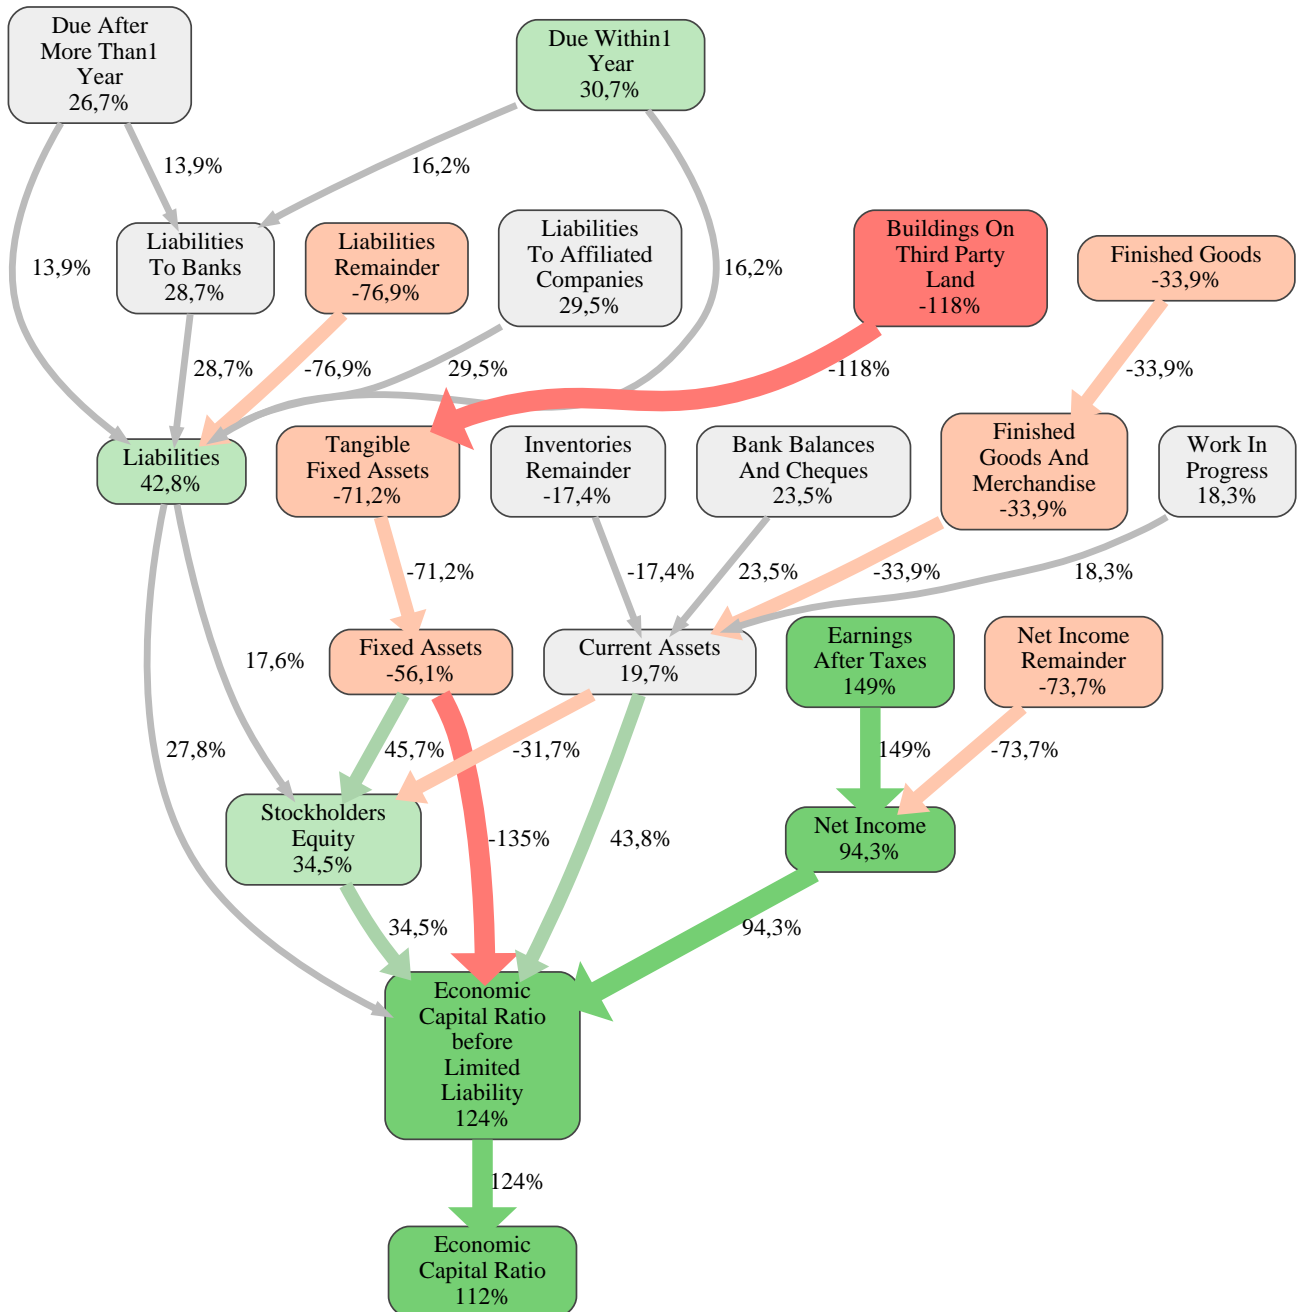 Due After
More Than1
Year
26,7%
Due Within1
Year
30,7%
13,9%
16,2%
13,9%
Liabilities
To Banks
28,7%
Liabilities
Remainder
-76,9%
Liabilities
To Affiliated
Companies
29,5%
16,2%
Buildings On
Third Party
Land
-118%
Finished Goods
-33,9%
28,7%
-76,9%
29,5%
-118%
-33,9%
Liabilities
42,8%
Tangible
Fixed Assets
-71,2%
Inventories
Remainder
-17,4%
Bank Balances
And Cheques
23,5%
Finished
Goods And
Merchandise
-33,9%
Work In
Progress
18,3%
-71,2%
-17,4%
23,5%
-33,9%
18,3%
17,6%
Fixed Assets
-56,1%
Current Assets
19,7%
Earnings
After Taxes
149%
Net Income
Remainder
-73,7%
27,8%
45,7%
-31,7%
149%
-73,7%
Stockholders
Equity
34,5%
-135%
43,8%
Net Income
94,3%
34,5%
94,3%
Economic
Capital Ratio
before
Limited
Liability
124%
124%
Economic
Capital Ratio
112%